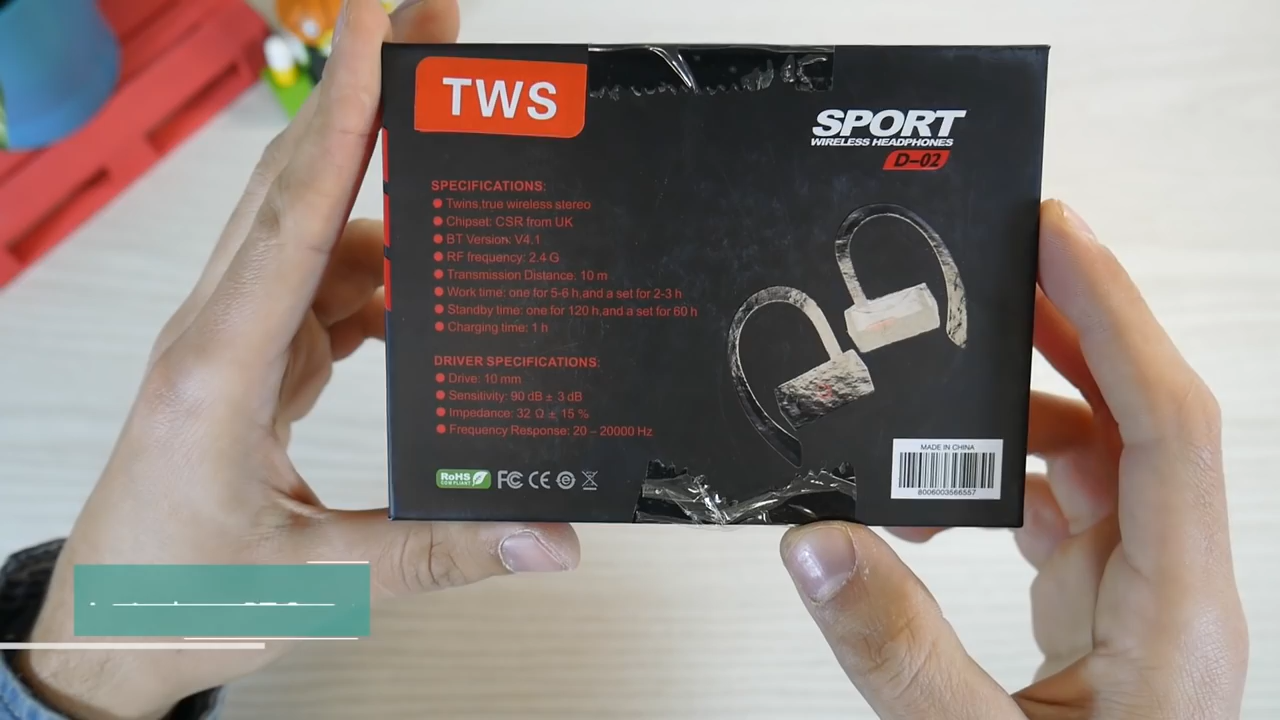 TWS
SPORT
WIRELESS HEADPHONES
D-02
SPECIFICATIONS:
Twins,true wireless stereo
Chipset: CSR from UK
BT Version: V4.1
RF frequency: 2.4 G
Transmission Distance: 10 m
Work time: one for 5-6 h,and a set for 2-3 h
Standby time: one for 120 h,and a set for 60 h
Charging time: 1 h
DRIVER SPECIFICATIONS:
Drive: 10 mm
Sensitivity: 90 dB ± 3 dB
Impedance: 32 Ω ± 15 %
Frequency Response: 20 – 20000 Hz
RoHS
COMPLIANT
FC CE e
MADE IN CHINA
8006003566557